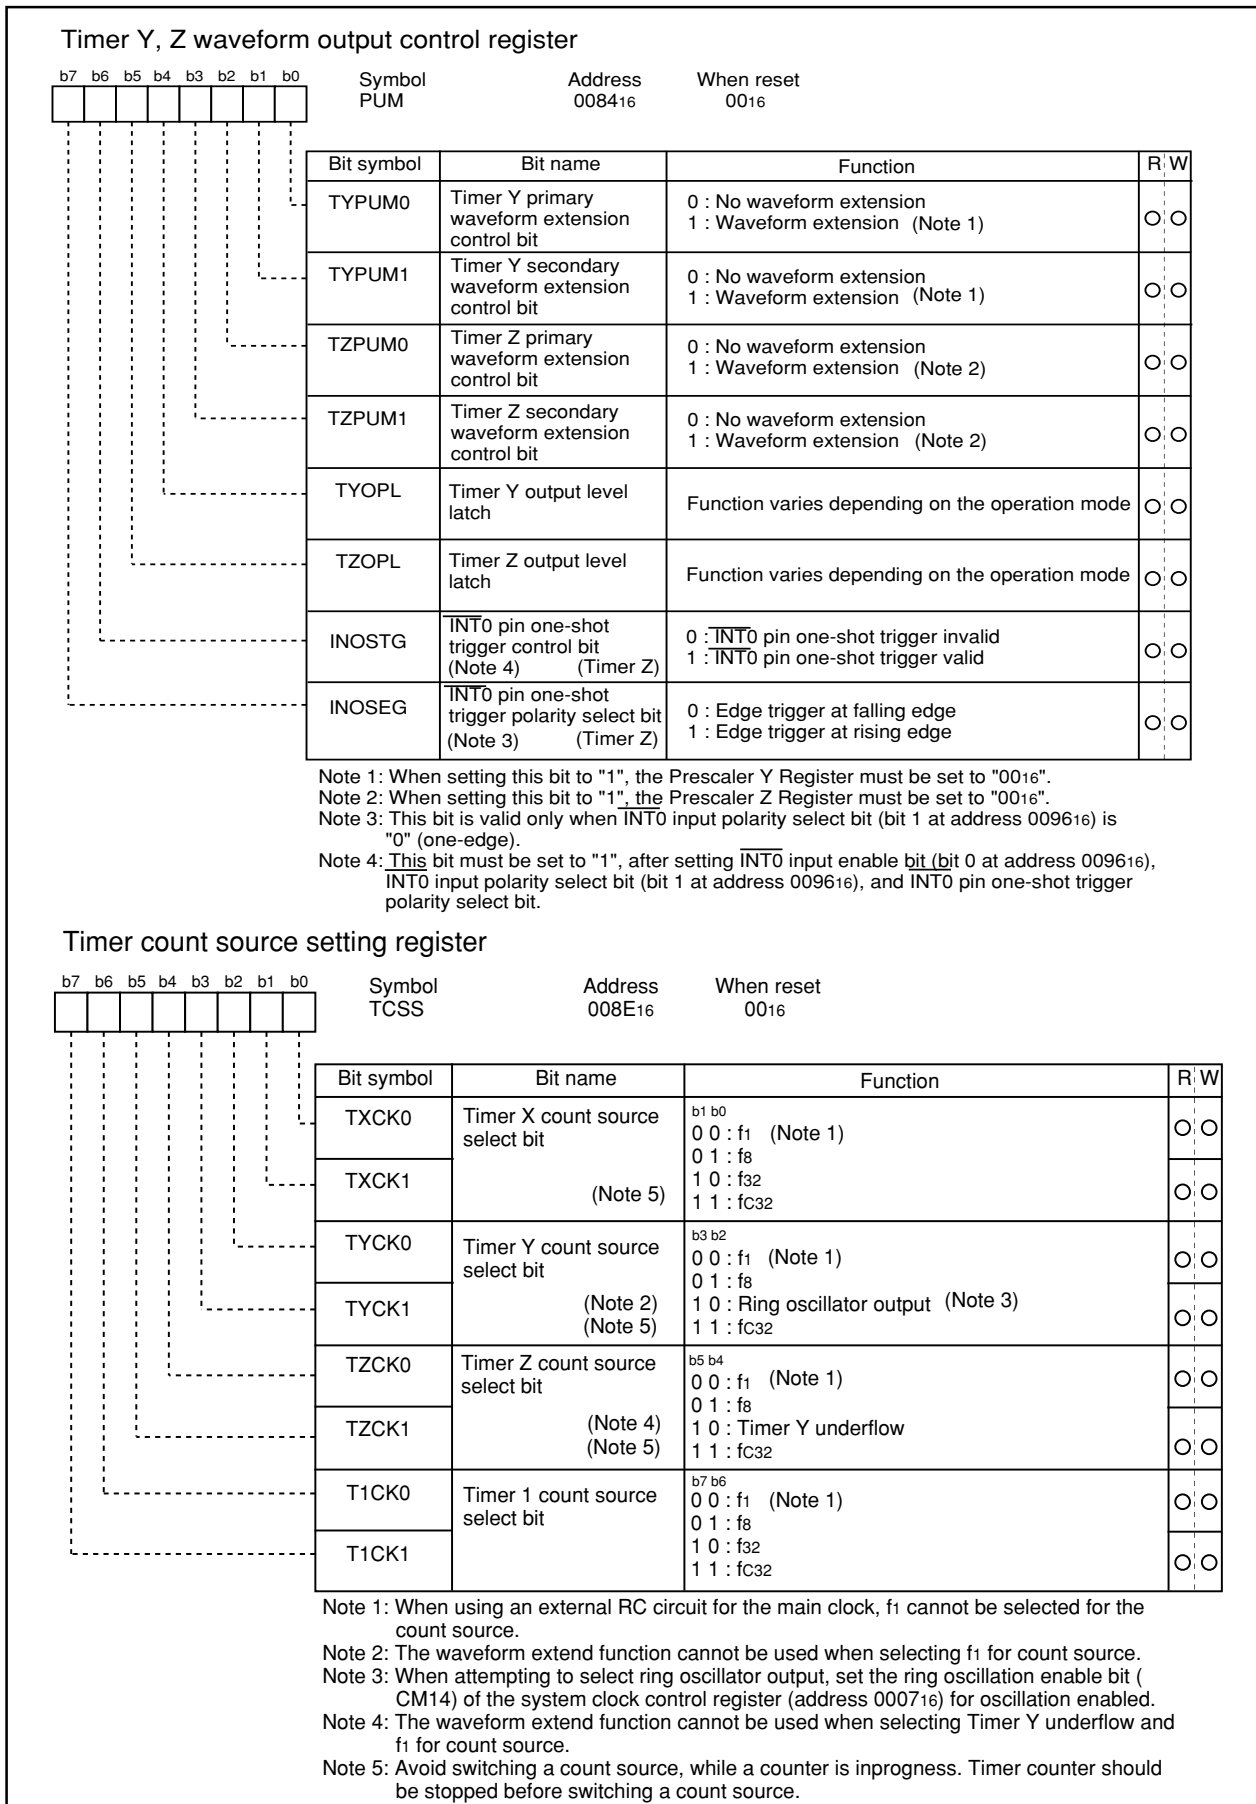 Timer Y, Z waveform output control register
b7 b6 b5 b4 b3 b2 b1 b0
Symbol Address When reset
PUM 008416 0016
Bit symbol Bit name Function R W
TYPUM0 Timer Y primary waveform extension control bit 0 : No waveform extension
1 : Waveform extension (Note 1)
TYPUM1 Timer Y secondary waveform extension control bit 0 : No waveform extension
1 : Waveform extension (Note 1)
TZPUM0 Timer Z primary waveform extension control bit 0 : No waveform extension
1 : Waveform extension (Note 2)
TZPUM1 Timer Z secondary waveform extension control bit 0 : No waveform extension
1 : Waveform extension (Note 2)
TYOPL Timer Y output level latch Function varies depending on the operation mode
TZOPL Timer Z output level latch Function varies depending on the operation mode
INOSTG INT0 pin one-shot trigger control bit (Note 4) (Timer Z) 0 : INT0 pin one-shot trigger invalid
1 : INT0 pin one-shot trigger valid
INOSEG INT0 pin one-shot trigger polarity select bit (Note 3) (Timer Z) 0 : Edge trigger at falling edge
1 : Edge trigger at rising edge
Note 1: When setting this bit to "1", the Prescaler Y Register must be set to "0016".
Note 2: When setting this bit to "1", the Prescaler Z Register must be set to "0016".
Note 3: This bit is valid only when INT0 input polarity select bit (bit 1 at address 009616) is
"0" (one-edge).
Note 4: This bit must be set to "1", after setting INT0 input enable bit (bit 0 at address 009616),
INT0 input polarity select bit (bit 1 at address 009616), and INT0 pin one-shot trigger
polarity select bit.
Timer count source setting register
b7 b6 b5 b4 b3 b2 b1 b0
Symbol Address When reset
TCSS 008E16 0016
Bit symbol Bit name Function R W
TXCK0 Timer X count source select bit b1 b0
0 0 : f1 (Note 1)
0 1 : f8
TXCK1 (Note 5) 1 0 : f32
1 1 : fC32
TYCK0 Timer Y count source select bit b3 b2
0 0 : f1 (Note 1)
0 1 : f8
TYCK1 (Note 2) 1 0 : Ring oscillator output (Note 3)
(Note 5) 1 1 : fC32
TZCK0 Timer Z count source select bit b5 b4
0 0 : f1 (Note 1)
0 1 : f8
TZCK1 (Note 4) 1 0 : Timer Y underflow
(Note 5) 1 1 : fC32
T1CK0 Timer 1 count source select bit b7 b6
0 0 : f1 (Note 1)
0 1 : f8
T1CK1 1 0 : f32
1 1 : fC32
Note 1: When using an external RC circuit for the main clock, f1 cannot be selected for the
count source.
Note 2: The waveform extend function cannot be used when selecting f1 for count source.
Note 3: When attempting to select ring oscillator output, set the ring oscillation enable bit (
CM14) of the system clock control register (address 000716) for oscillation enabled.
Note 4: The waveform extend function cannot be used when selecting Timer Y underflow and
f1 for count source.
Note 5: Avoid switching a count source, while a counter is inprogness. Timer counter should
be stopped before switching a count source.